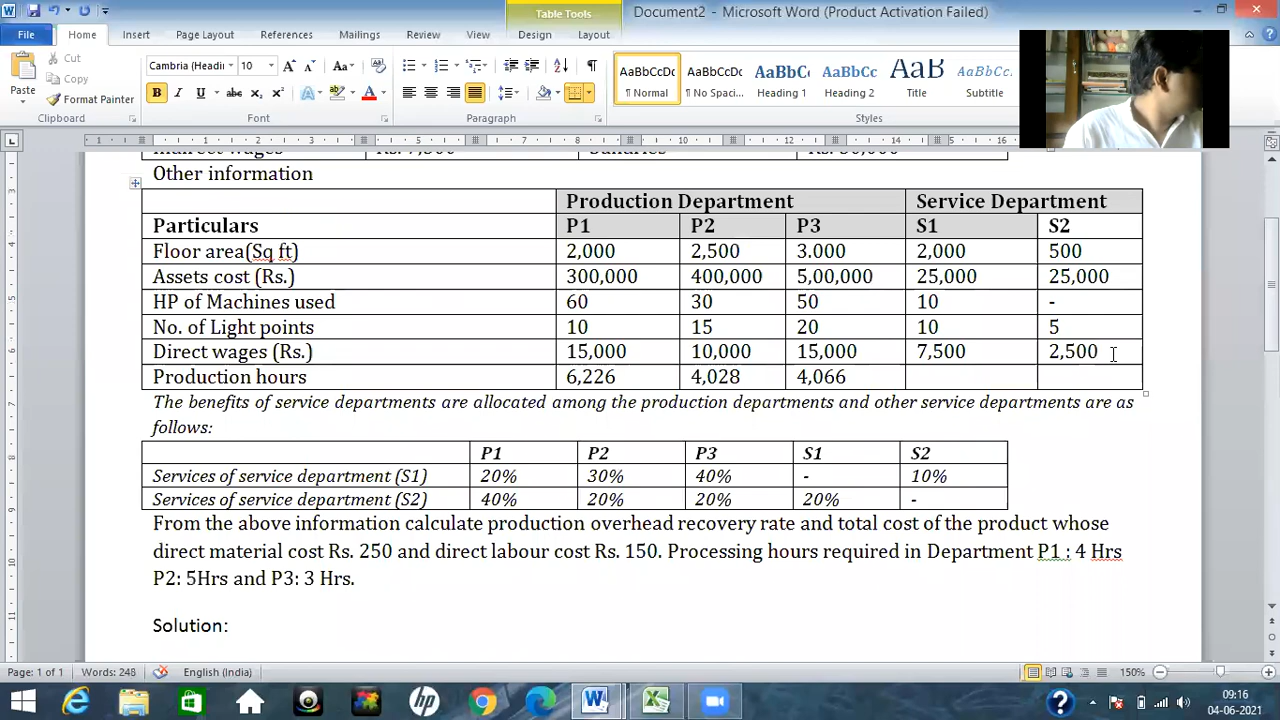 Table Tools
Document2 - Microsoft Word (Product Activation Failed)
File Home Insert Page Layout References Mailings Review View Design Layout
Cut
Copy
Format Painter
Paste
Clipboard
Cambria (Headi 10
Font
Paragraph
AaBbCcDc AaBbCcDc AaBbCc AaBbCc AaB AaBbCc
¶ Normal ¶ No Spaci... Heading 1 Heading 2 Title Subtitle
Styles
Other information
Production Department Service Department
Particulars P1 P2 P3 S1 S2
Floor area(Sq ft) 2,000 2,500 3.000 2,000 500
Assets cost (Rs.) 300,000 400,000 5,00,000 25,000 25,000
HP of Machines used 60 30 50 10 -
No. of Light points 10 15 20 10 5
Direct wages (Rs.) 15,000 10,000 15,000 7,500 2,500
Production hours 6,226 4,028 4,066
The benefits of service departments are allocated among the production departments and other service departments are as
follows:
P1 P2 P3 S1 S2
Services of service department (S1) 20% 30% 40% - 10%
Services of service department (S2) 40% 20% 20% 20% -
From the above information calculate production overhead recovery rate and total cost of the product whose
direct material cost Rs. 250 and direct labour cost Rs. 150. Processing hours required in Department P1 : 4 Hrs
P2: 5Hrs and P3: 3 Hrs.
Solution:
Page: 1 of 1 Words: 248 English (India) 150%
09:16
04-06-2021